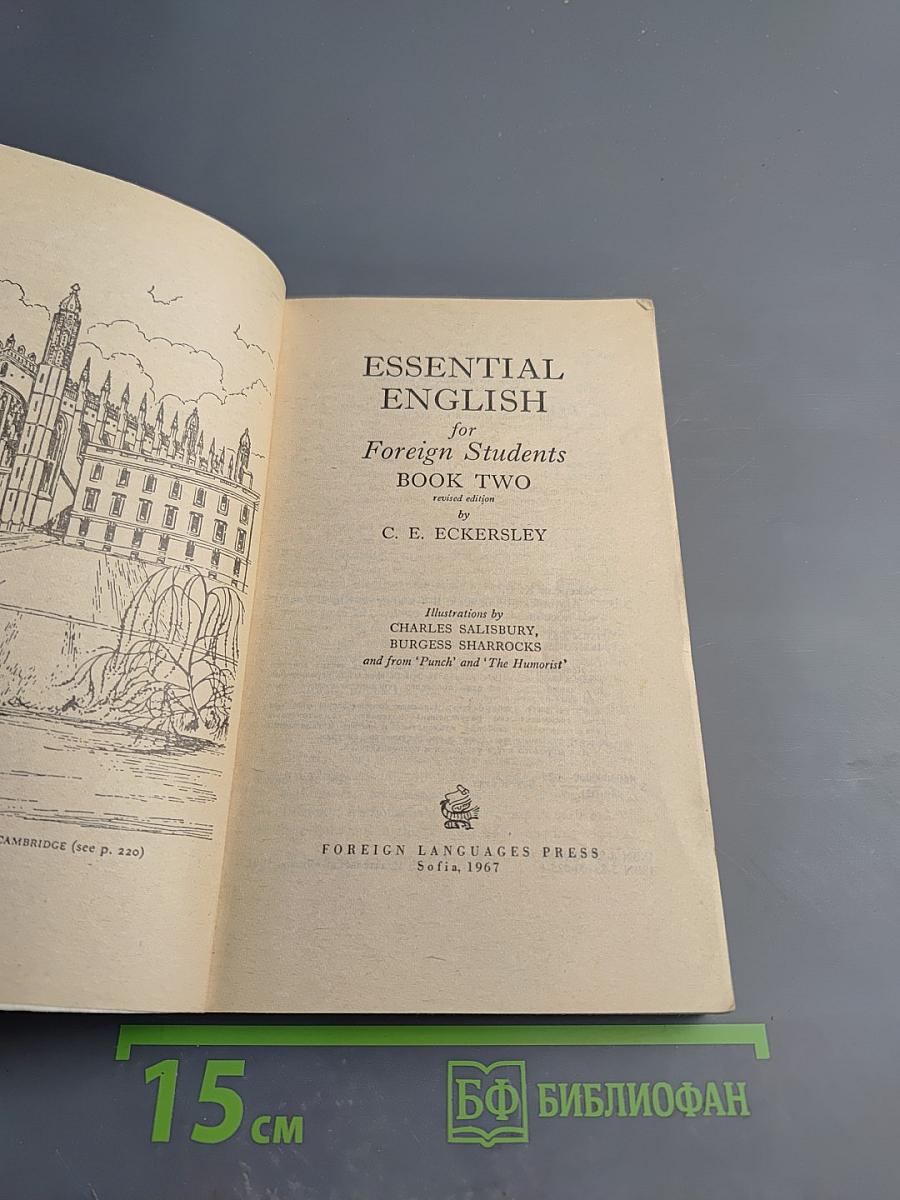 CAMBRIDGE (see p. 220)
ESSENTIAL
ENGLISH
for
Foreign Students
BOOK TWO
revised edition
by
C. E. ECKERSLEY
Illustrations by
CHARLES SALISBURY,
BURGESS SHARROCKS
and from ‘Punch’ and ‘The Humorist’
FOREIGN LANGUAGES PRESS
Sofia, 1967
15 см
БФ БИБЛИОФАН